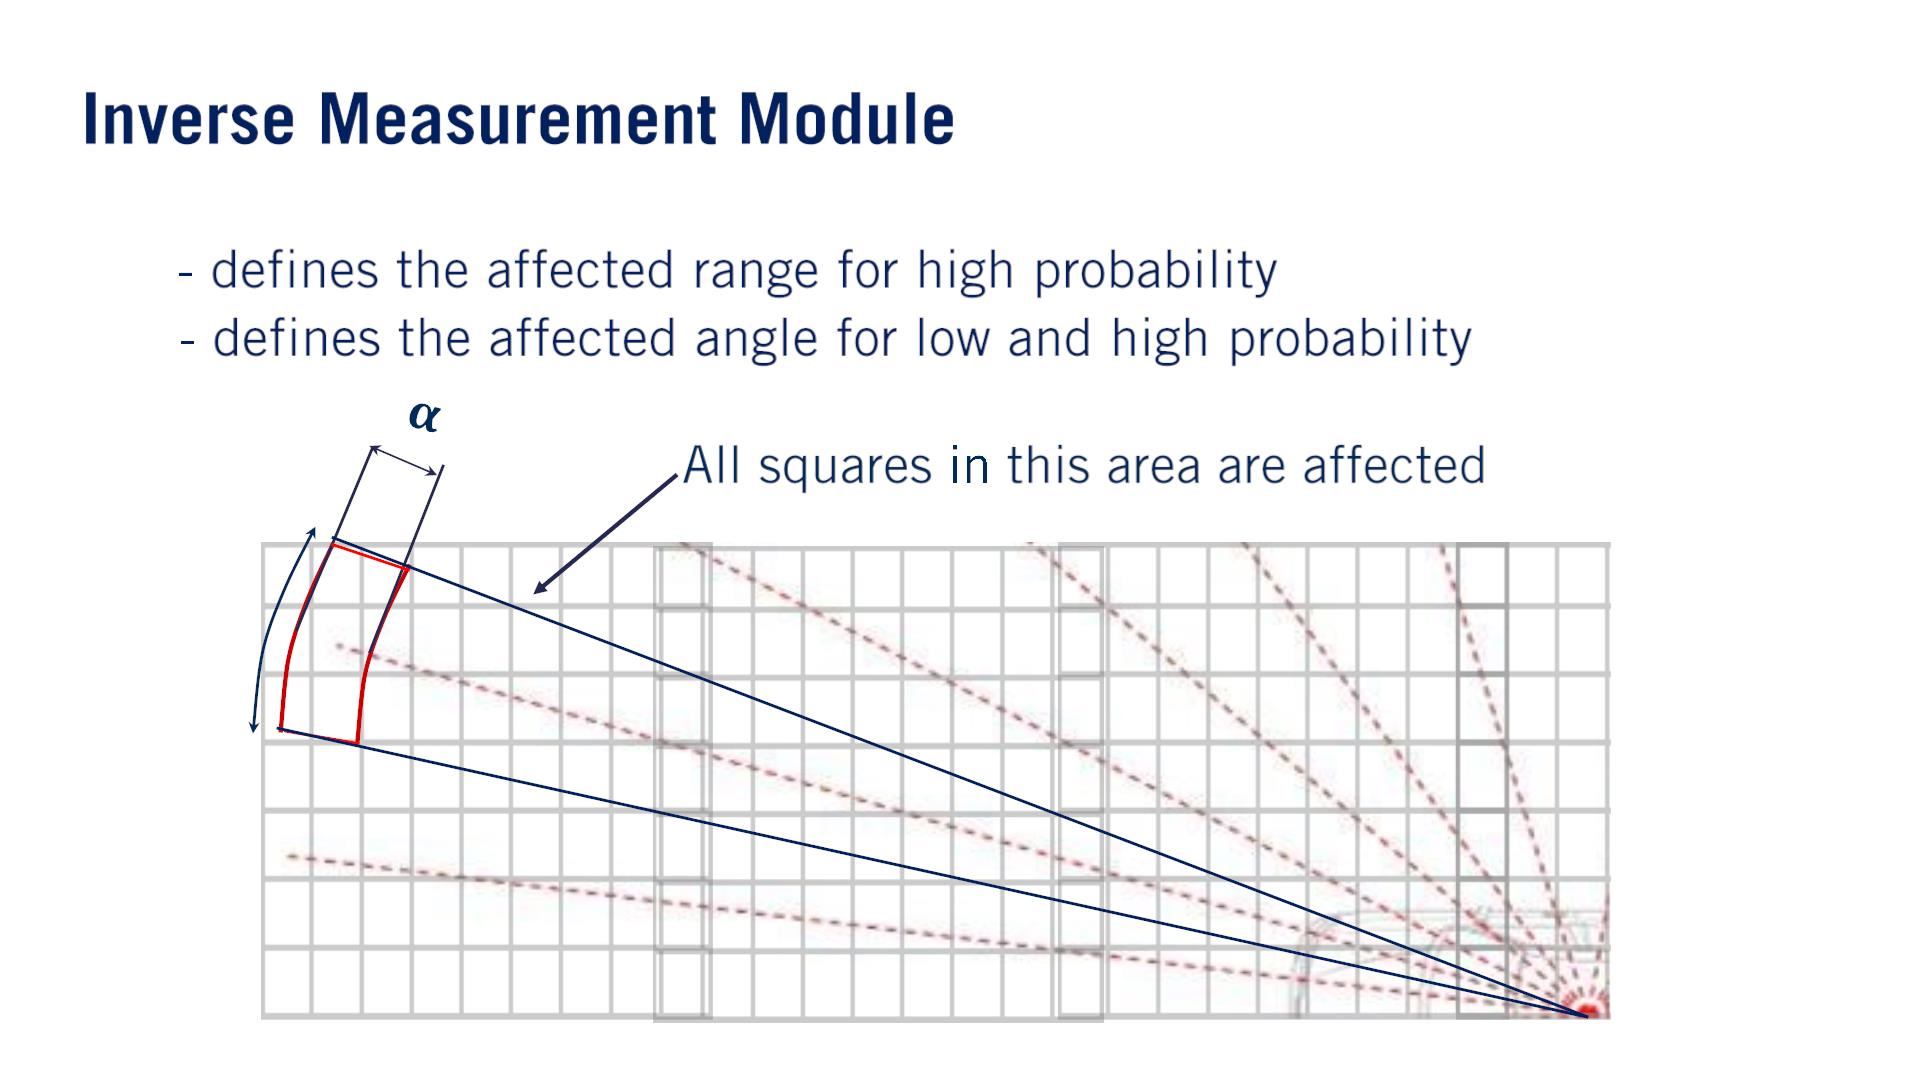 Inverse Measurement Module
- defines the affected range for high probability
- defines the affected angle for low and high probability
α
All squares in this area are affected